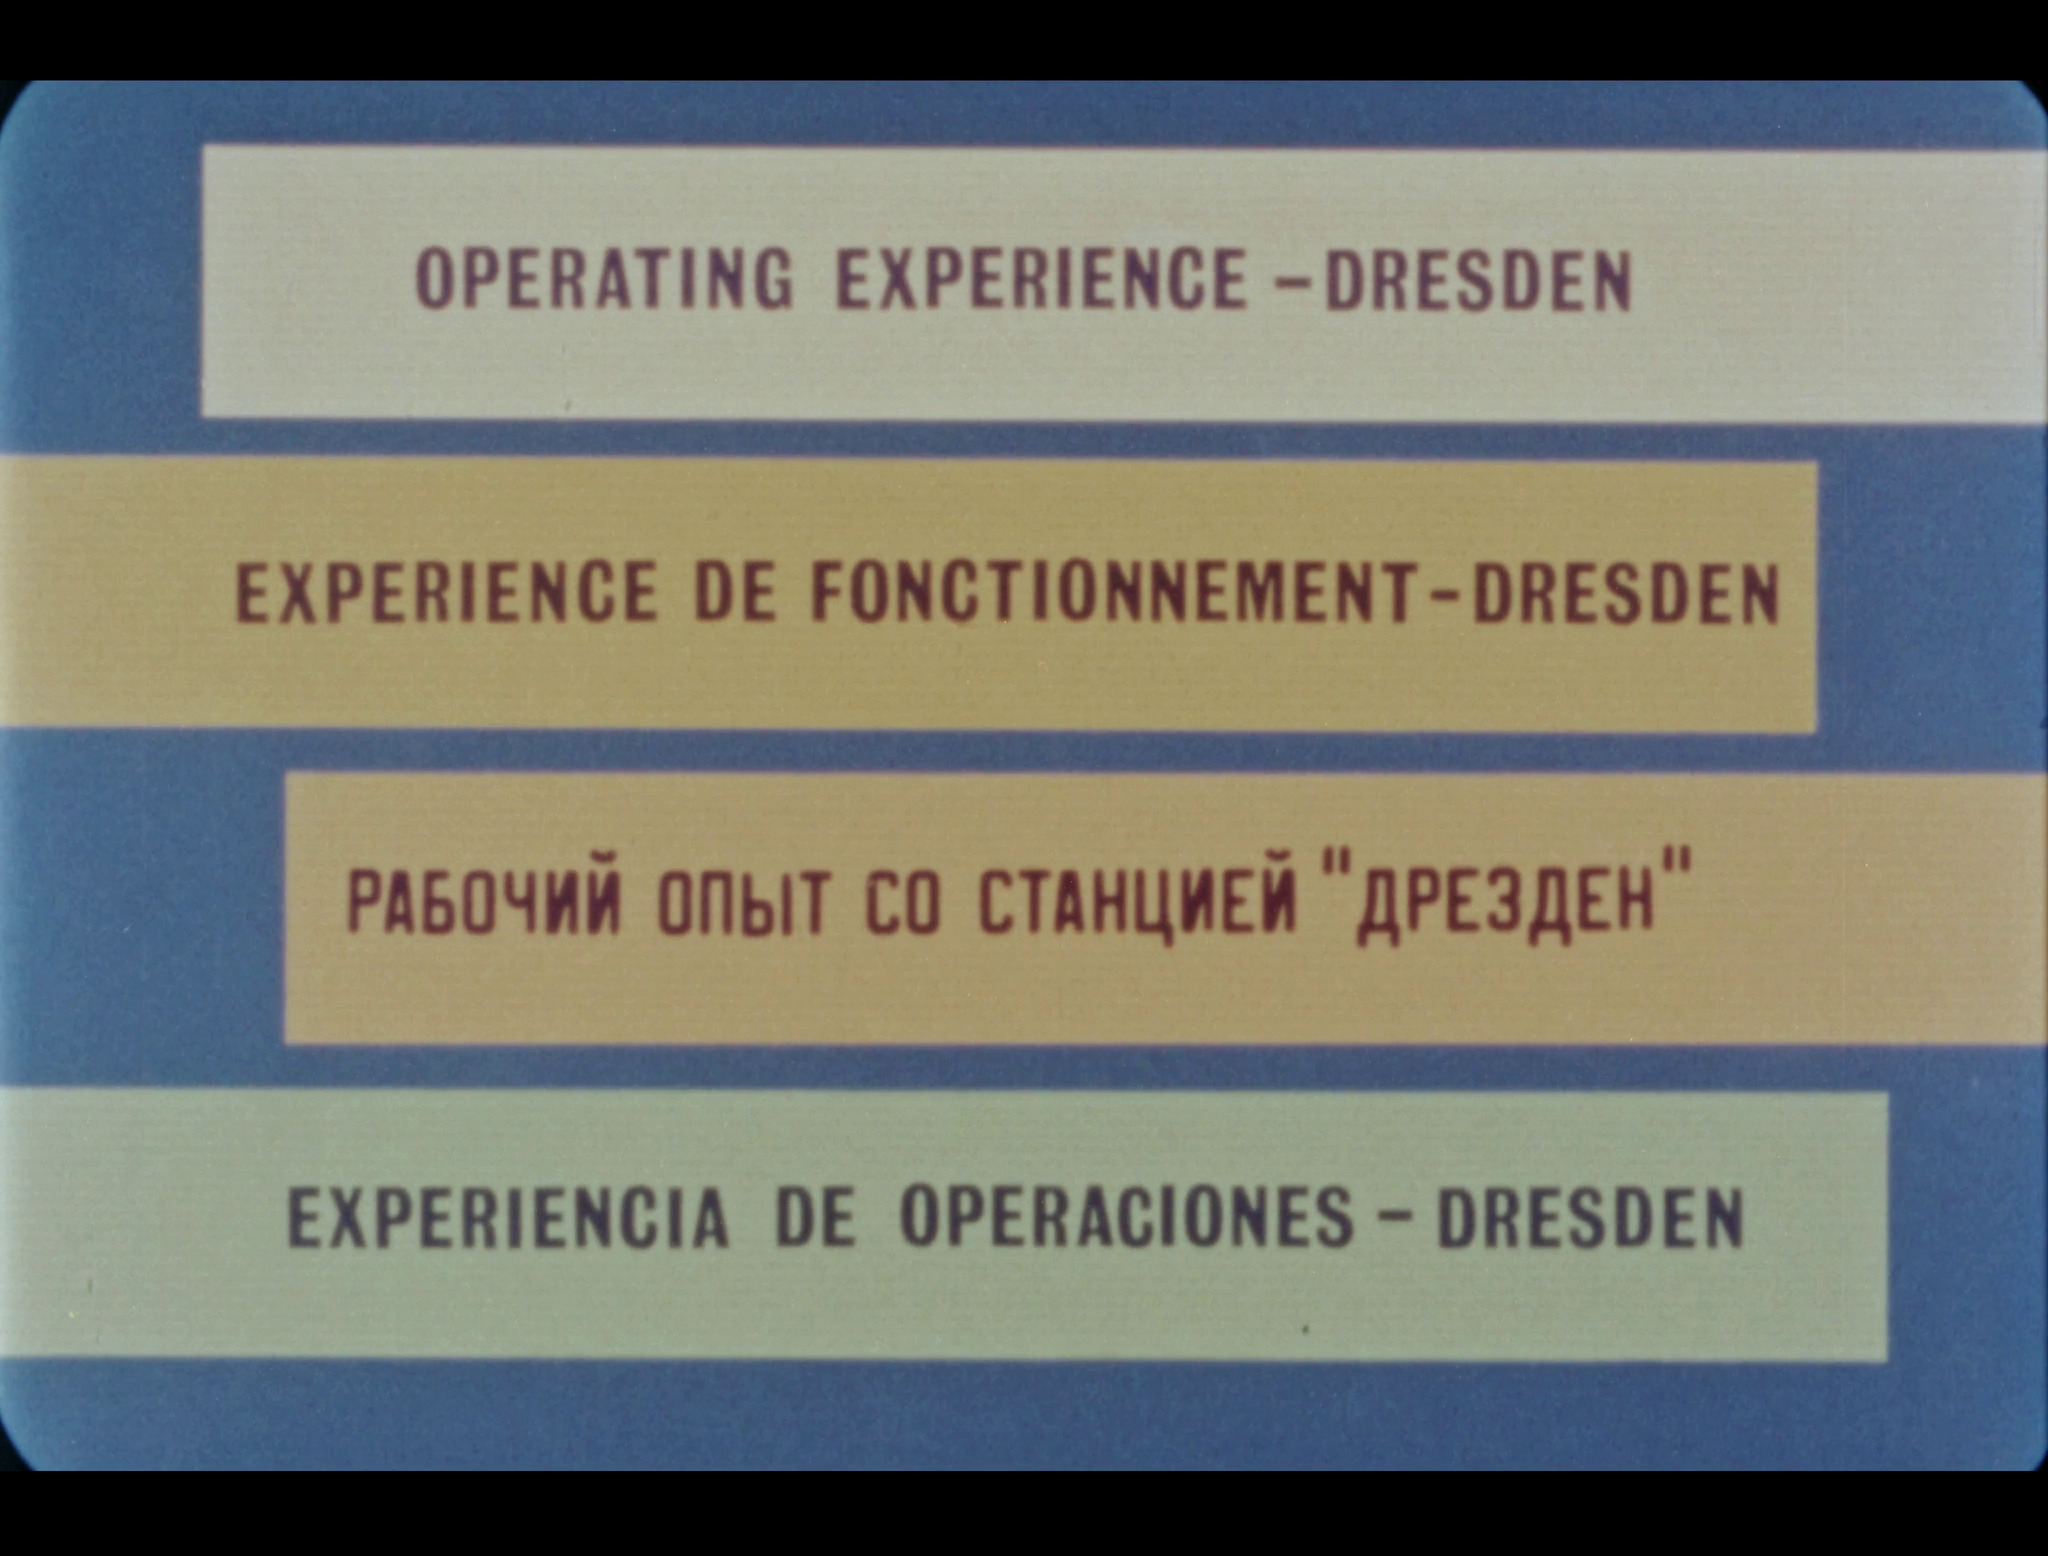 OPERATING EXPERIENCE – DRESDEN
EXPERIENCE DE FONCTIONNEMENT – DRESDEN
РАБОЧИЙ ОПЫТ СО СТАНЦИЕЙ "ДРЕЗДЕН"
EXPERIENCIA DE OPERACIONES – DRESDEN